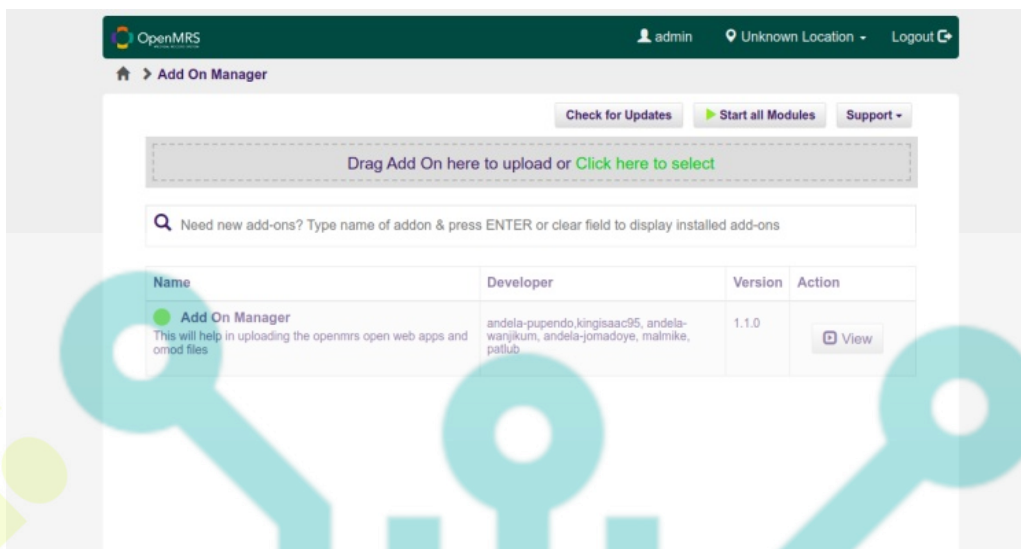 OpenMRS
admin
Unknown Location
Logout
Add On Manager
Check for Updates
Start all Modules
Support
Drag Add On here to upload or Click here to select
Need new add-ons? Type name of addon & press ENTER or clear field to display installed add-ons
Name Developer Version Action
Add On Manager
This will help in uploading the openmrs open web apps and
omod files
andela-pupendo,kingisaac95, andela-
wanjikum, andela-jomadoye, malmike,
patlub
1.1.0
View